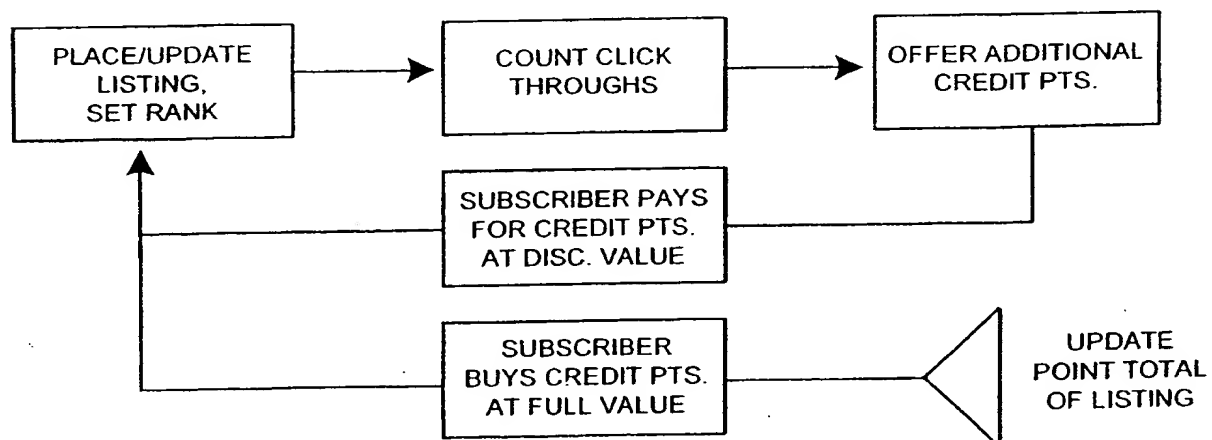 PLACE/UPDATE
LISTING,
SET RANK
COUNT CLICK
THROUGHS
OFFER ADDITIONAL
CREDIT PTS.
SUBSCRIBER PAYS
FOR CREDIT PTS.
AT DISC. VALUE
SUBSCRIBER
BUYS CREDIT PTS.
AT FULL VALUE
UPDATE
POINT TOTAL
OF LISTING